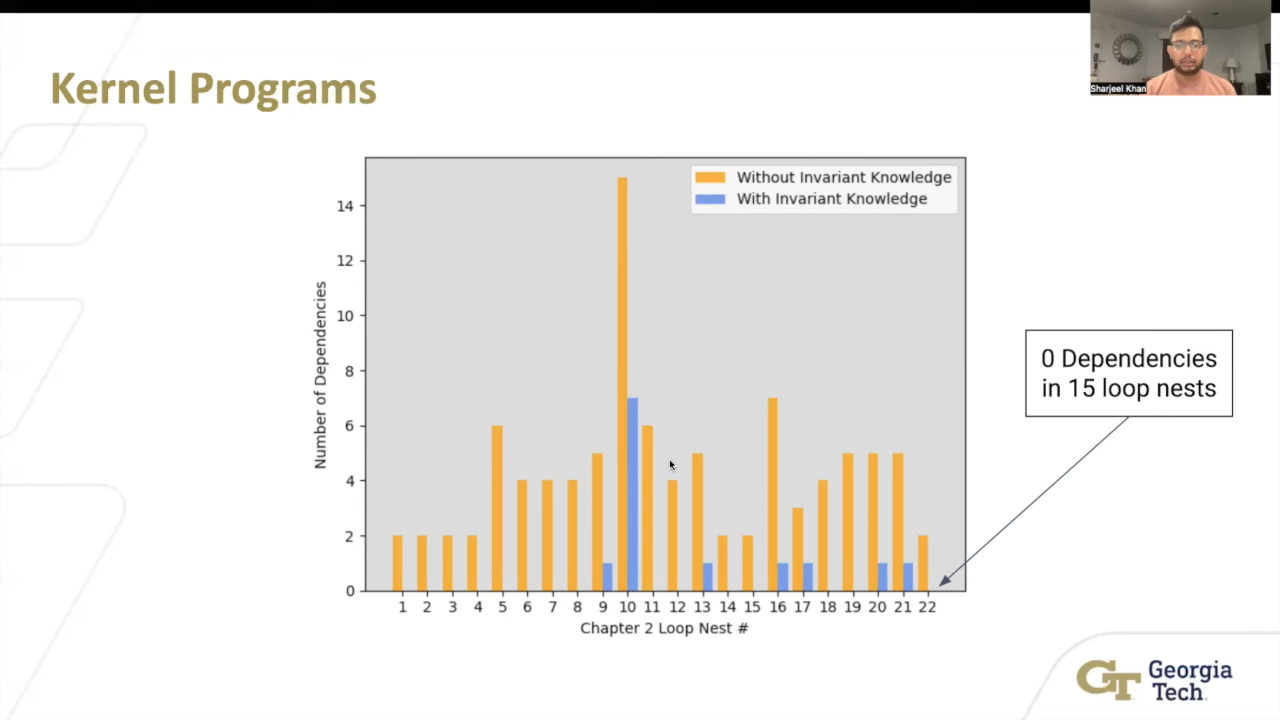 Sharjeel Khan
Kernel Programs
Without Invariant Knowledge
With Invariant Knowledge
14
12
10
8
6
4
2
0
Number of Dependencies
1 2 3 4 5 6 7 8 9 10 11 12 13 14 15 16 17 18 19 20 21 22
Chapter 2 Loop Nest #
0 Dependencies
in 15 loop nests
GT
Georgia
Tech